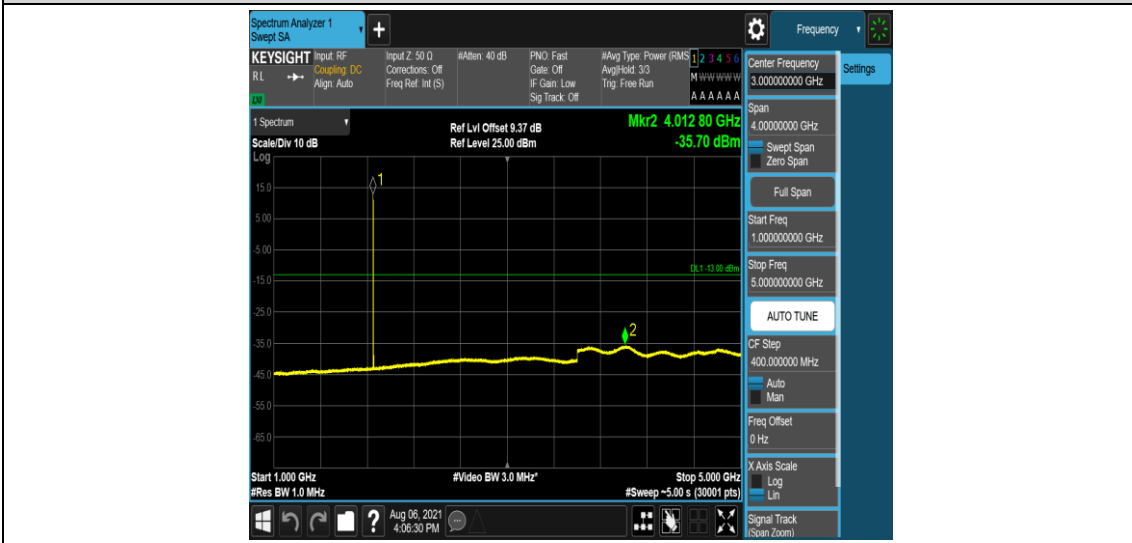 Spectrum Analyzer 1
Swept SA
+
Frequency
KEYSIGHT
RL
LXI
Input: RF
Coupling: DC
Align: Auto
Input Z: 50 Ω
Corrections: Off
Freq Ref: Int (S)
#Atten: 40 dB
PNO: Fast
Gate: Off
IF Gain: Low
Sig Track: Off
#Avg Type: Power (RMS
Avg|Hold: 3/3
Trig: Free Run
1 2 3 4 5 6
M W W W W W
A A A A A A
1 Spectrum
Scale/Div 10 dB
Log
Ref Lvl Offset 9.37 dB
Ref Level 25.00 dBm
Mkr2 4.012 80 GHz
-35.70 dBm
15.0
5.00
-5.00
-15.0
-25.0
-35.0
-45.0
-55.0
-65.0
1
DL1 -13.00 dBm
2
Start 1.000 GHz
#Res BW 1.0 MHz
#Video BW 3.0 MHz*
Stop 5.000 GHz
#Sweep ~5.00 s (30001 pts)
Center Frequency
3.000000000 GHz
Settings
Span
4.00000000 GHz
Swept Span
Zero Span
Full Span
Start Freq
1.000000000 GHz
Stop Freq
5.000000000 GHz
AUTO TUNE
CF Step
400.000000 MHz
Auto
Man
Freq Offset
0 Hz
X Axis Scale
Log
Lin
Signal Track
(Span Zoom)
?
Aug 06, 2021
4:06:30 PM